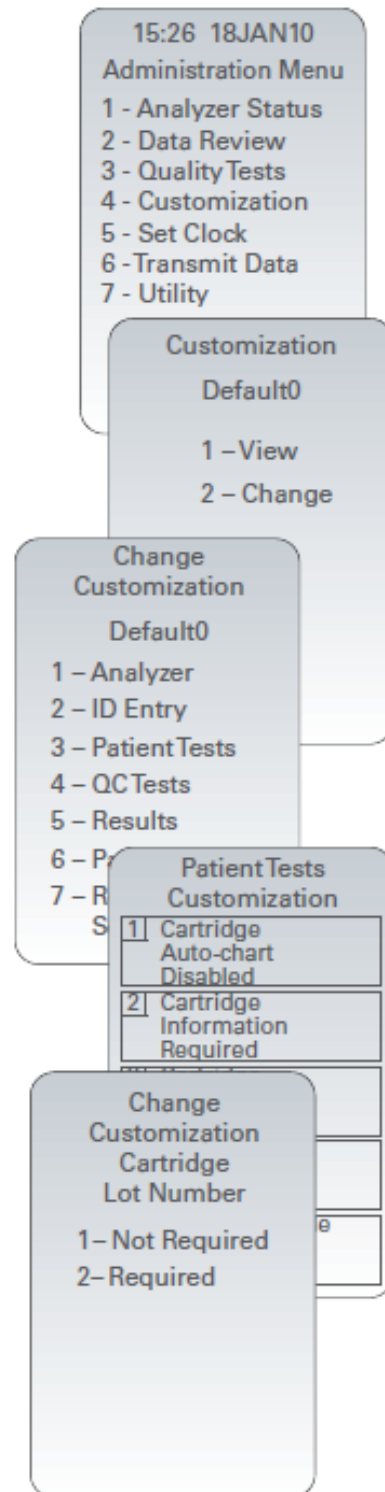 15:26 18JAN10
Administration Menu
1 - Analyzer Status
2 - Data Review
3 - Quality Tests
4 - Customization
5 - Set Clock
6 - Transmit Data
7 - Utility
Customization
Default0
1 – View
2 – Change
Change
Customization
Default0
1 – Analyzer
2 – ID Entry
3 – Patient Tests
4 – QC Tests
5 – Results
6 –
7 –
Patient Tests
Customization
1 Cartridge
Auto-chart
Disabled
2 Cartridge
Information
Required
e
Change
Customization
Cartridge
Lot Number
1– Not Required
2– Required